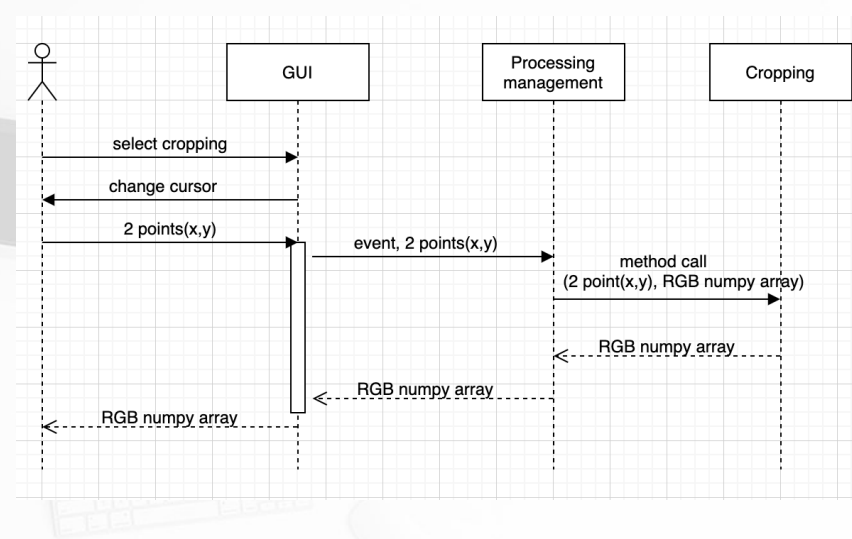 GUI
Processing
management
Cropping
select cropping
change cursor
2 points(x,y)
event, 2 points(x,y)
method call
(2 point(x,y), RGB numpy array)
RGB numpy array
RGB numpy array
RGB numpy array